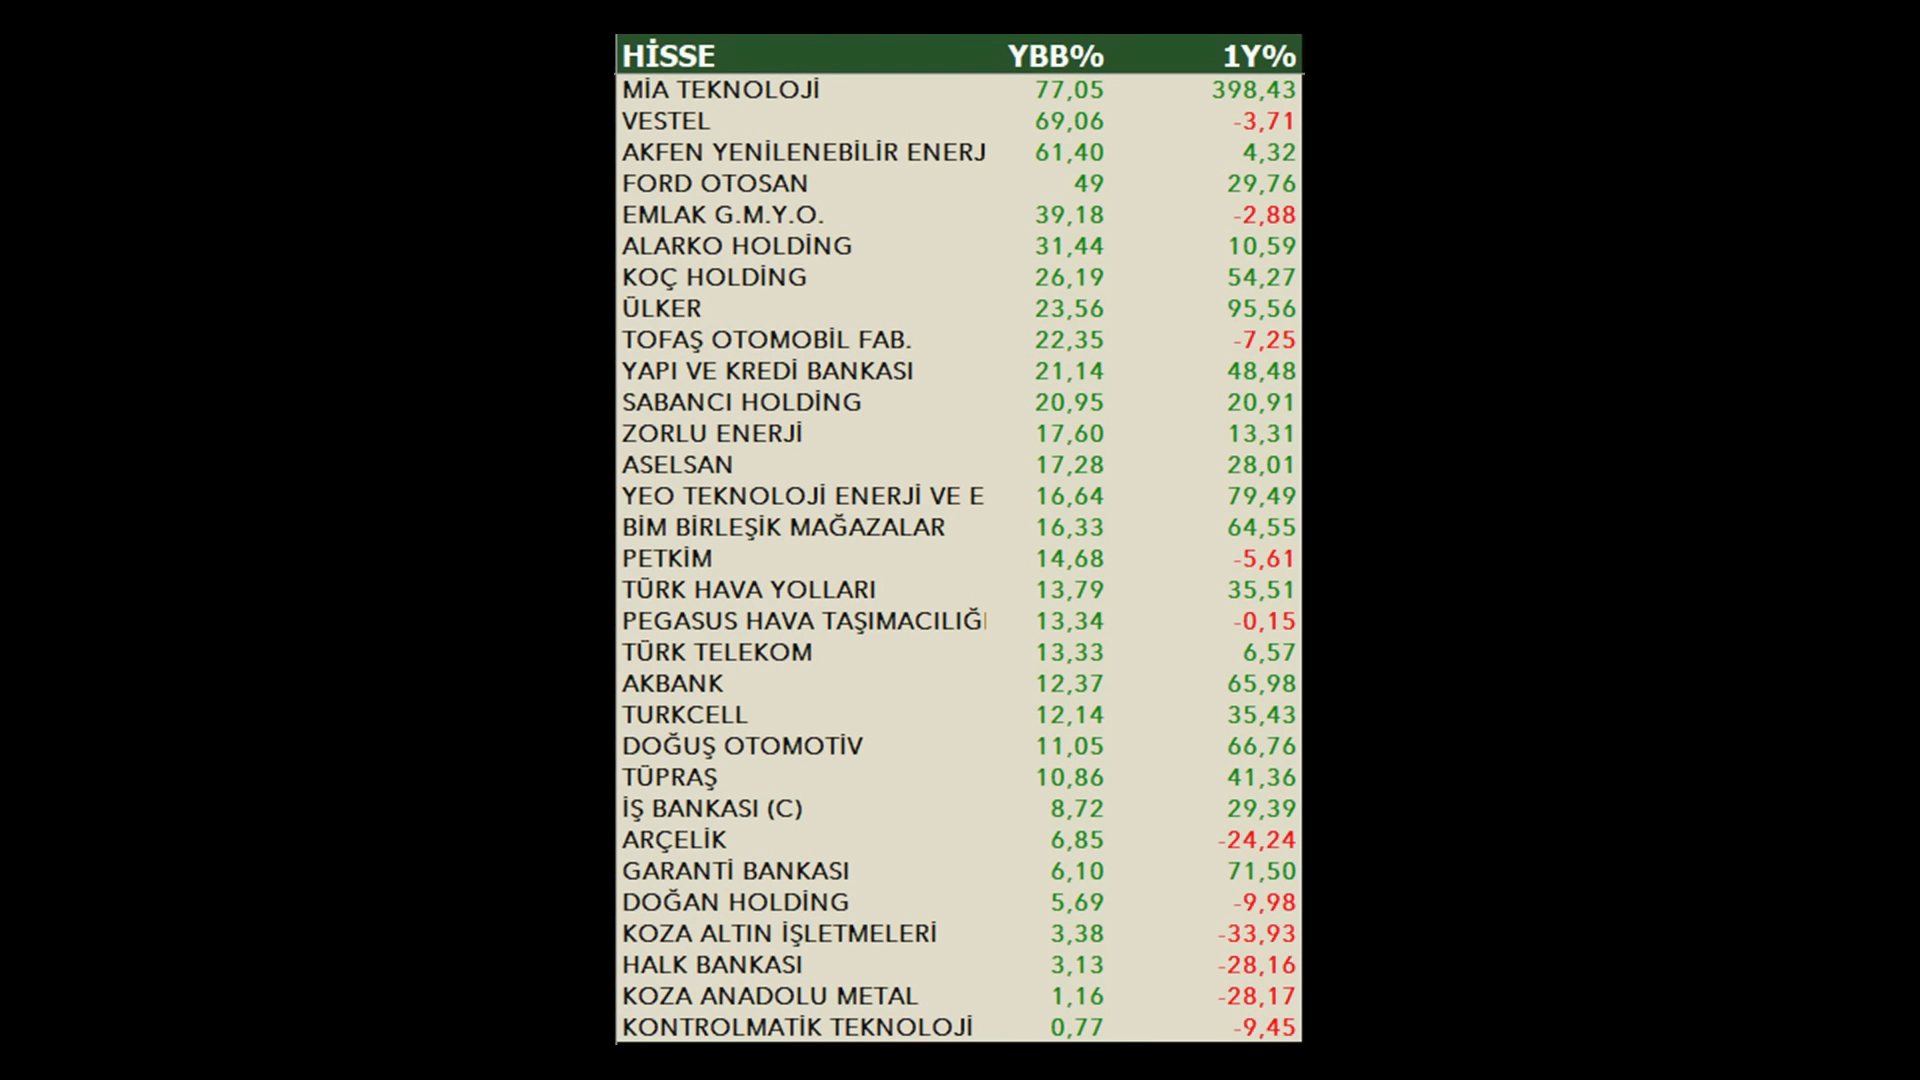 HİSSE YBB% 1Y%
MİA TEKNOLOJİ 77,05 398,43
VESTEL 69,06 -3,71
AKFEN YENİLENEBİLİR ENERJ 61,40 4,32
FORD OTOSAN 49 29,76
EMLAK G.M.Y.O. 39,18 -2,88
ALARKO HOLDİNG 31,44 10,59
KOÇ HOLDİNG 26,19 54,27
ÜLKER 23,56 95,56
TOFAŞ OTOMOBİL FAB. 22,35 -7,25
YAPI VE KREDİ BANKASI 21,14 48,48
SABANCI HOLDİNG 20,95 20,91
ZORLU ENERJİ 17,60 13,31
ASELSAN 17,28 28,01
YEO TEKNOLOJİ ENERJİ VE E 16,64 79,49
BİM BİRLEŞİK MAĞAZALAR 16,33 64,55
PETKİM 14,68 -5,61
TÜRK HAVA YOLLARI 13,79 35,51
PEGASUS HAVA TAŞIMACILIĞI 13,34 -0,15
TÜRK TELEKOM 13,33 6,57
AKBANK 12,37 65,98
TURKCELL 12,14 35,43
DOĞUŞ OTOMOTİV 11,05 66,76
TÜPRAŞ 10,86 41,36
İŞ BANKASI (C) 8,72 29,39
ARÇELİK 6,85 -24,24
GARANTİ BANKASI 6,10 71,50
DOĞAN HOLDİNG 5,69 -9,98
KOZA ALTIN İŞLETMELERİ 3,38 -33,93
HALK BANKASI 3,13 -28,16
KOZA ANADOLU METAL 1,16 -28,17
KONTROLMATİK TEKNOLOJİ 0,77 -9,45